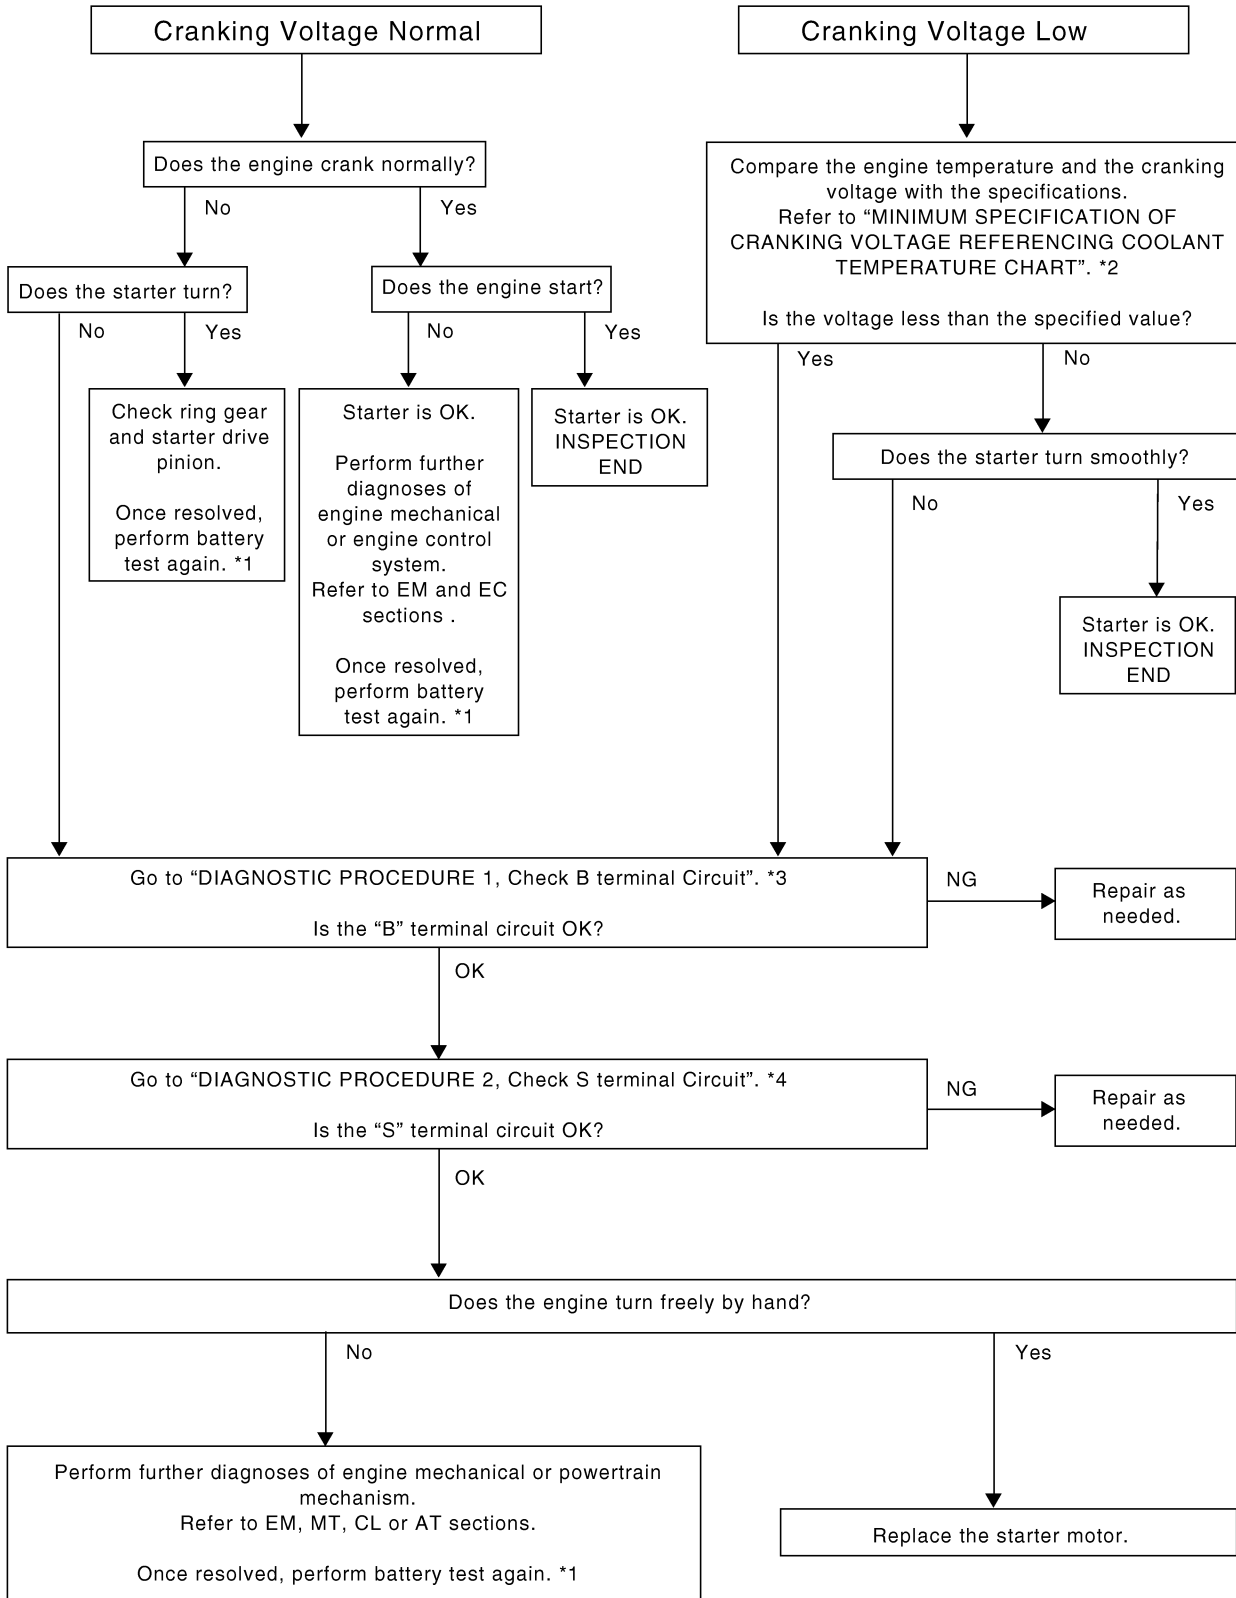 Cranking Voltage Normal
Cranking Voltage Low
Does the engine crank normally?
No
Yes
Does the starter turn?
No
Yes
Does the engine start?
No
Yes
Check ring gear
and starter drive
pinion.
Once resolved,
perform battery
test again. *1
Starter is OK.
Perform further
diagnoses of
engine mechanical
or engine control
system.
Refer to EM and EC
sections .
Once resolved,
perform battery
test again. *1
Starter is OK.
INSPECTION
END
Compare the engine temperature and the cranking
voltage with the specifications.
Refer to “MINIMUM SPECIFICATION OF
CRANKING VOLTAGE REFERENCING COOLANT
TEMPERATURE CHART”. *2
Is the voltage less than the specified value?
Yes
No
Does the starter turn smoothly?
No
Yes
Starter is OK.
INSPECTION
END
Go to “DIAGNOSTIC PROCEDURE 1, Check B terminal Circuit”. *3
Is the “B” terminal circuit OK?
NG
Repair as
needed.
OK
Go to “DIAGNOSTIC PROCEDURE 2, Check S terminal Circuit”. *4
Is the “S” terminal circuit OK?
NG
Repair as
needed.
OK
Does the engine turn freely by hand?
No
Yes
Perform further diagnoses of engine mechanical or powertrain
mechanism.
Refer to EM, MT, CL or AT sections.
Once resolved, perform battery test again. *1
Replace the starter motor.